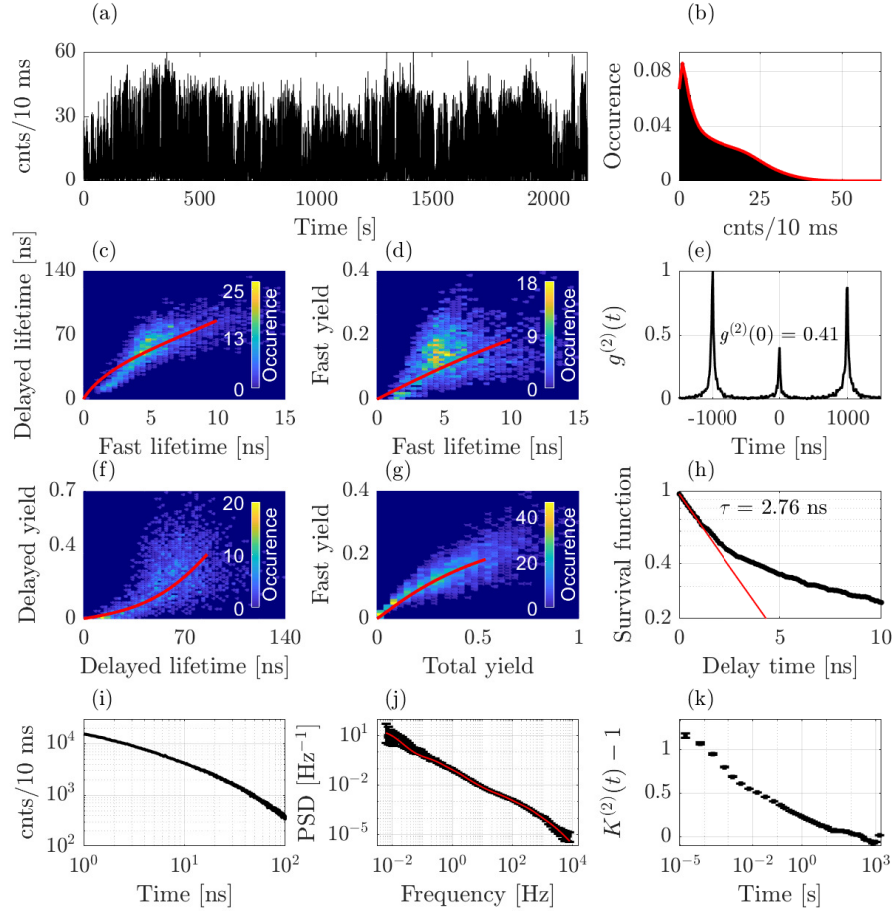 (a)
60
30
0
cnts/10 ms
0
500
1000
1500
2000
Time [s]
(b)
0.08
0.04
0
Occurence
0
25
50
cnts/10 ms
(c)
140
70
0
Delayed lifetime [ns]
25
13
0
Occurence
0
5
10
15
Fast lifetime [ns]
(d)
0.4
0.2
0
Fast yield
18
9
0
Occurence
0
5
10
15
Fast lifetime [ns]
(e)
1
0.5
0
g^{(2)}(t)
g^{(2)}(0) = 0.41
-1000
0
1000
Time [ns]
(f)
0.7
0.4
0
Delayed yield
20
10
0
Occurence
0
70
140
Delayed lifetime [ns]
(g)
0.4
0.2
0
Fast yield
40
20
0
Occurence
0
0.5
1
Total yield
(h)
1
0.4
0.2
Survival function
τ = 2.76 ns
0
5
10
Delay time [ns]
(i)
10^4
10^3
10^2
cnts/10 ms
10^0
10^1
10^2
Time [ns]
(j)
10^1
10^{-2}
10^{-5}
PSD [Hz^{-1}]
10^{-2}
10^0
10^2
10^4
Frequency [Hz]
(k)
1
0.5
0
K^{(2)}(t) − 1
10^{-5}
10^{-2}
10^0
10^3
Time [s]